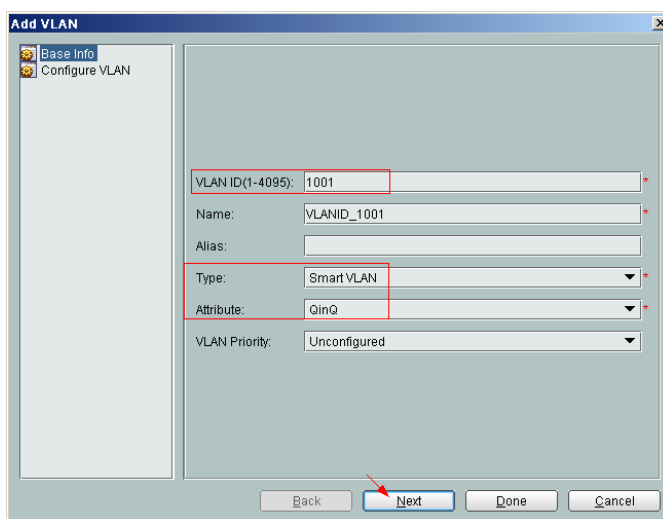 Add VLAN
Base Info
Configure VLAN
VLAN ID(1-4095): 1001 *
Name: VLANID_1001 *
Alias:
Type: Smart VLAN *
Attribute: QinQ *
VLAN Priority: Unconfigured
Back Next Done Cancel